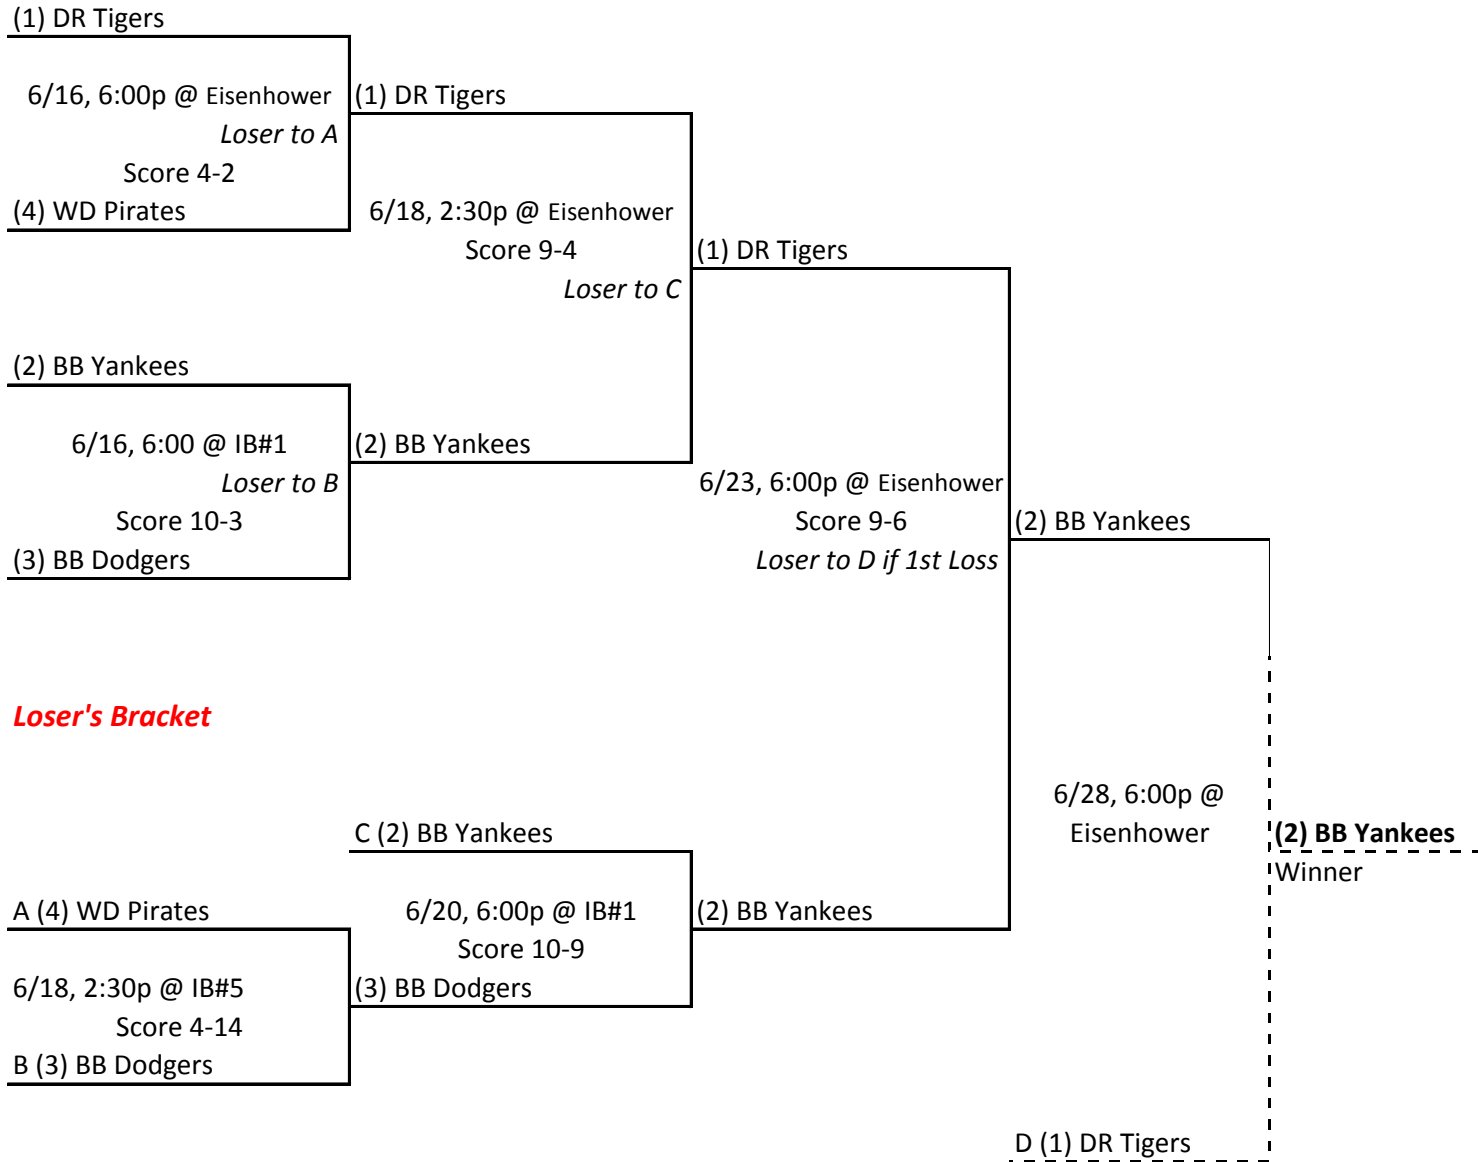 (1) DR Tigers
6/16, 6:00p @ Eisenhower
Loser to A
Score 4-2
(4) WD Pirates
(1) DR Tigers
6/18, 2:30p @ Eisenhower
Score 9-4
Loser to C
(1) DR Tigers
(2) BB Yankees
6/16, 6:00 @ IB#1
Loser to B
Score 10-3
(3) BB Dodgers
(2) BB Yankees
6/23, 6:00p @ Eisenhower
Score 9-6
Loser to D if 1st Loss
(2) BB Yankees
Loser's Bracket
C (2) BB Yankees
A (4) WD Pirates
6/18, 2:30p @ IB#5
Score 4-14
B (3) BB Dodgers
6/20, 6:00p @ IB#1
Score 10-9
(3) BB Dodgers
(2) BB Yankees
6/28, 6:00p @
Eisenhower
(2) BB Yankees
Winner
D (1) DR Tigers